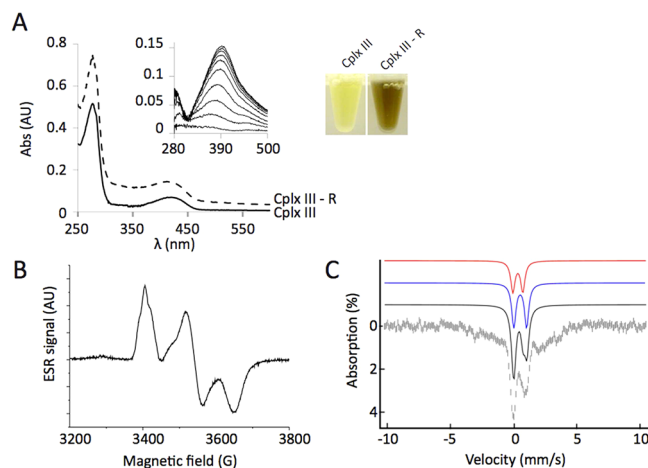 A
Abs (AU)
0.8
0.6
0.4
0.2
0
250
350
450
550
λ (nm)
0.15
0.10
0.05
0
280
390
500
Cplx III - R
Cplx III
Cplx III
Cplx III - R
B
ESR signal (AU)
3200
3400
3600
3800
Magnetic field (G)
C
Absorption (%)
0
2
4
-10
-5
0
5
10
Velocity (mm/s)